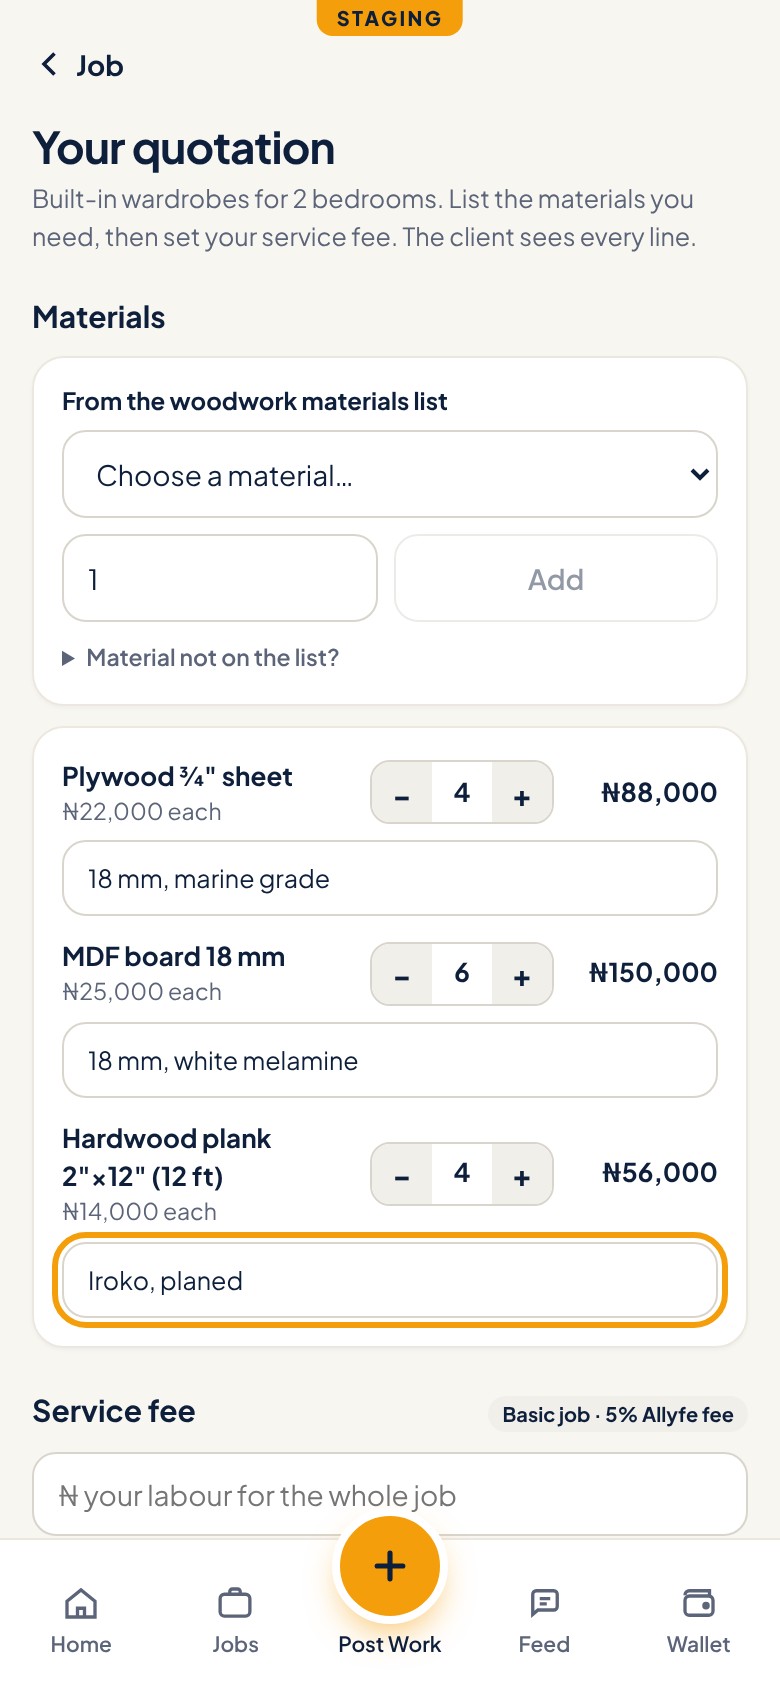 STAGING
Job
Your quotation
Built-in wardrobes for 2 bedrooms. List the materials you
need, then set your service fee. The client sees every line.
Materials
From the woodwork materials list
Choose a material...
1
Add
Material not on the list?
Plywood ¾" sheet
₦22,000 each
– 4 +
₦88,000
18 mm, marine grade
MDF board 18 mm
₦25,000 each
– 6 +
₦150,000
18 mm, white melamine
Hardwood plank
2"×12" (12 ft)
₦14,000 each
– 4 +
₦56,000
Iroko, planed
Service fee
Basic job · 5% Allyfe fee
₦ your labour for the whole job
Home
Jobs
Post Work
Feed
Wallet